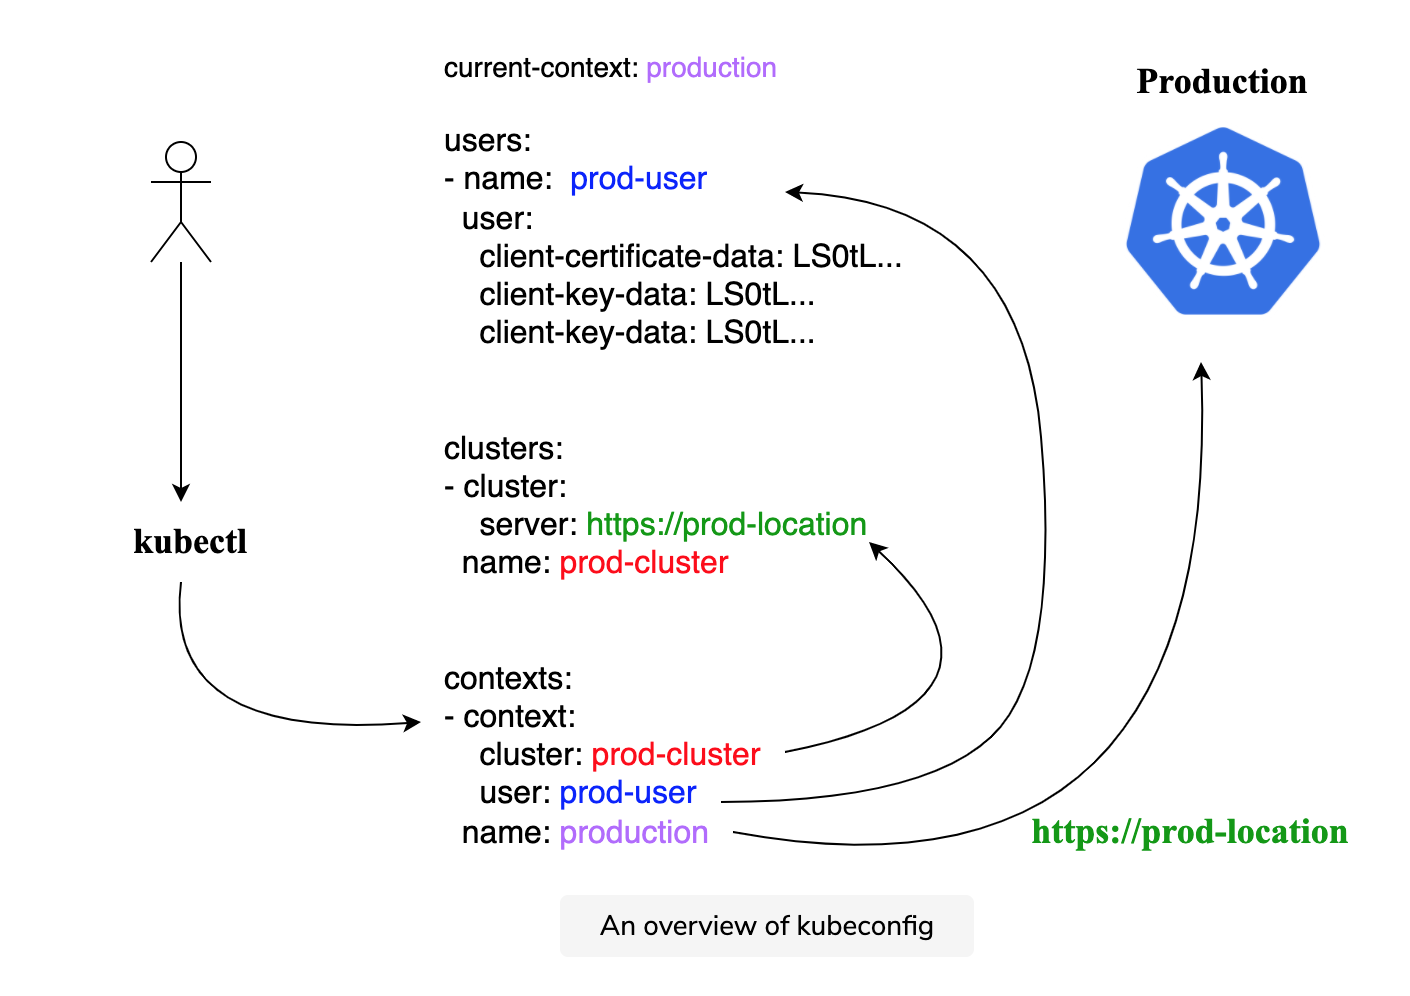 current-context: production
Production
users:
- name: prod-user
user:
client-certificate-data: LS0tL...
client-key-data: LS0tL...
client-key-data: LS0tL...
clusters:
- cluster:
server: https://prod-location
name: prod-cluster
kubectl
contexts:
- context:
cluster: prod-cluster
user: prod-user
name: production
https://prod-location
An overview of kubeconfig